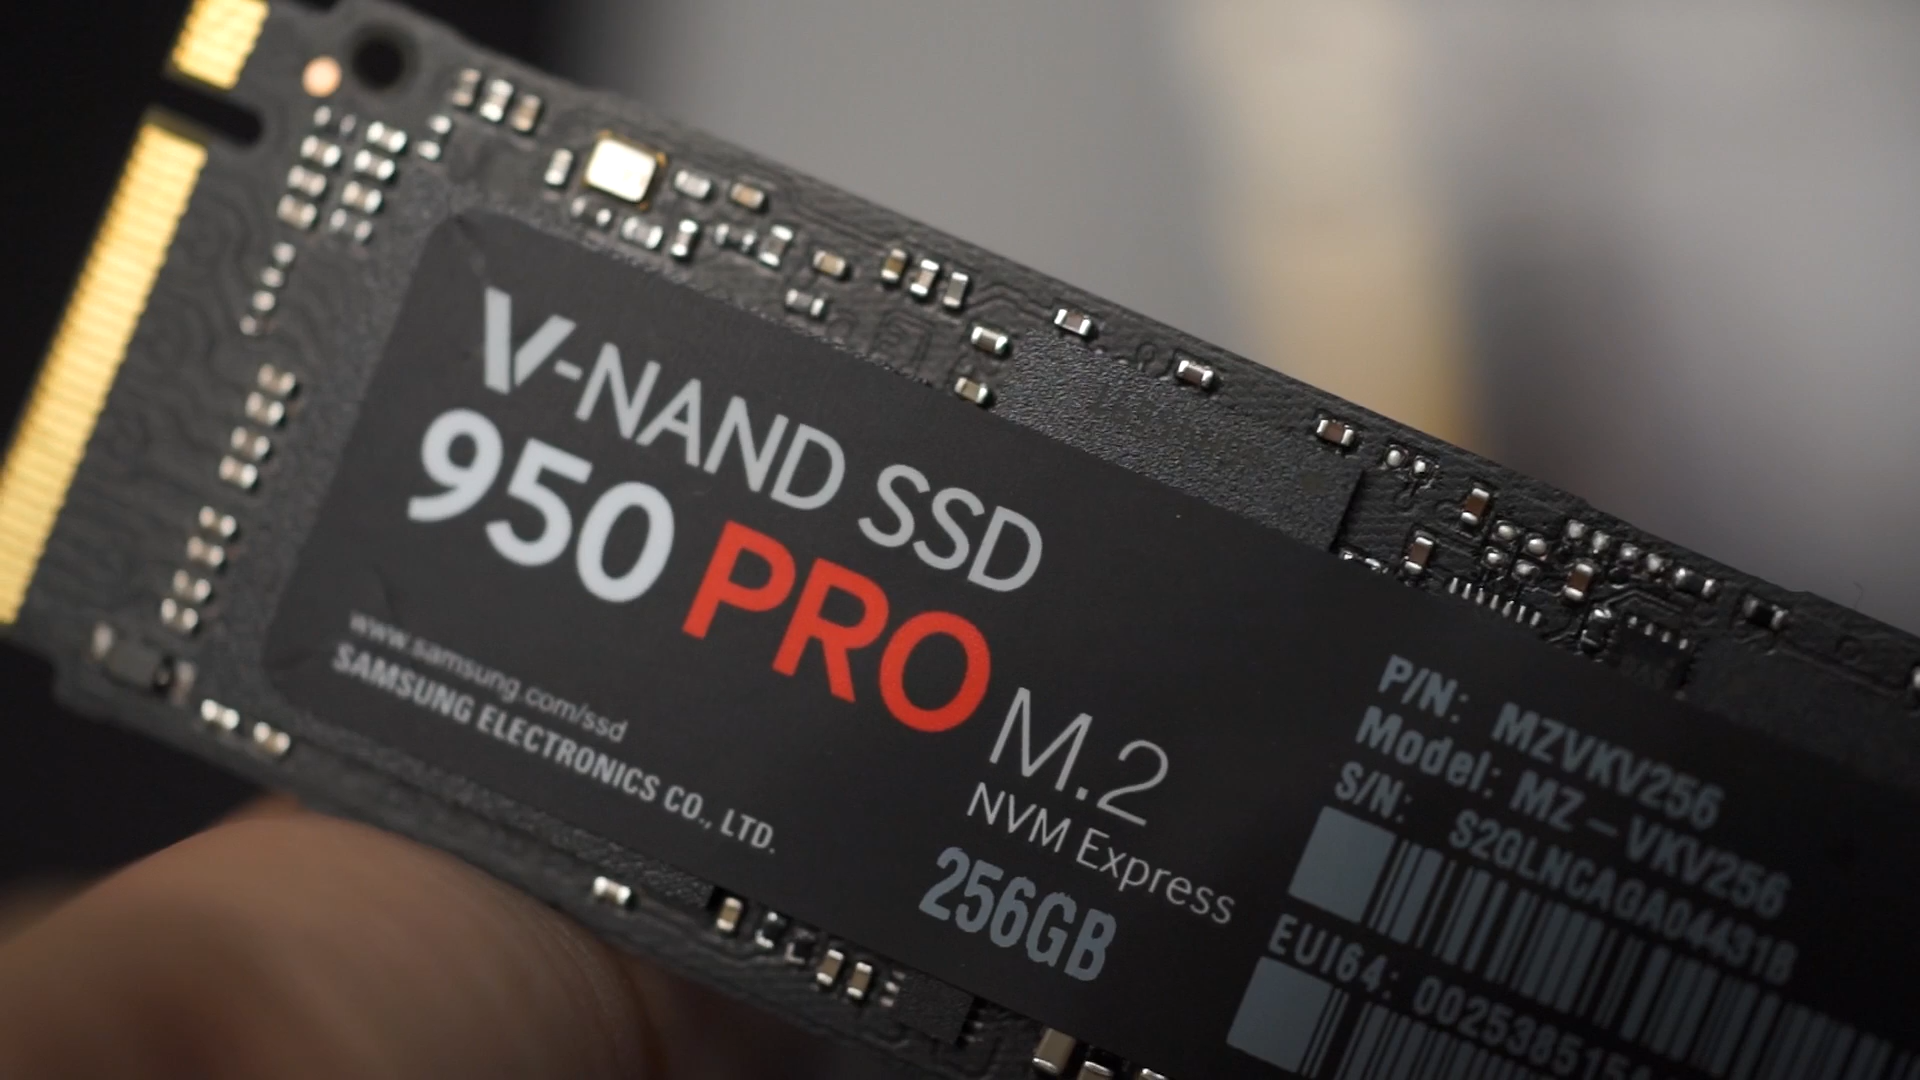 V-NAND SSD
950 PRO M.2
NVM Express
256GB
www.samsung.com/ssd
SAMSUNG ELECTRONICS CO., LTD.
P/N: MZVKV256
Model: MZ-VKV256
S/N: S2GLNCAGA04431B
EUI64: